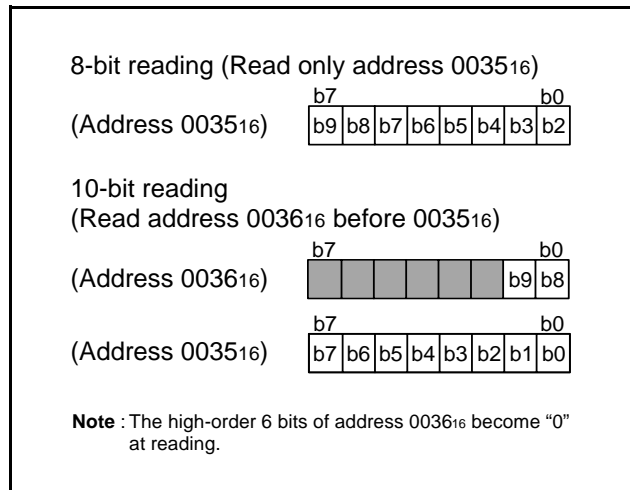 8-bit reading (Read only address 003516)
b7 b0
(Address 003516) b9 b8 b7 b6 b5 b4 b3 b2
10-bit reading
(Read address 003616 before 003516)
b7 b0
(Address 003616) b9 b8
b7 b0
(Address 003516) b7 b6 b5 b4 b3 b2 b1 b0
Note : The high-order 6 bits of address 003616 become “0”
at reading.